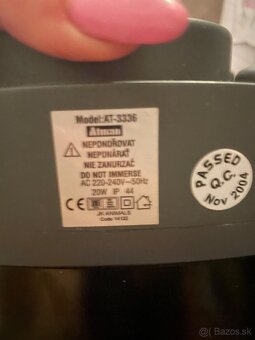 Model:AT-3336
Atman
NEPONOŘOVAT
NEPONÁRAŤ
NIE ZANURZAĆ
DO NOT IMMERSE
AC 220-240V~50Hz
20W IP 44
CE
JK ANIMALS
Code 14122
PASSED
Q.C.
Nov 2004
Bazos.sk